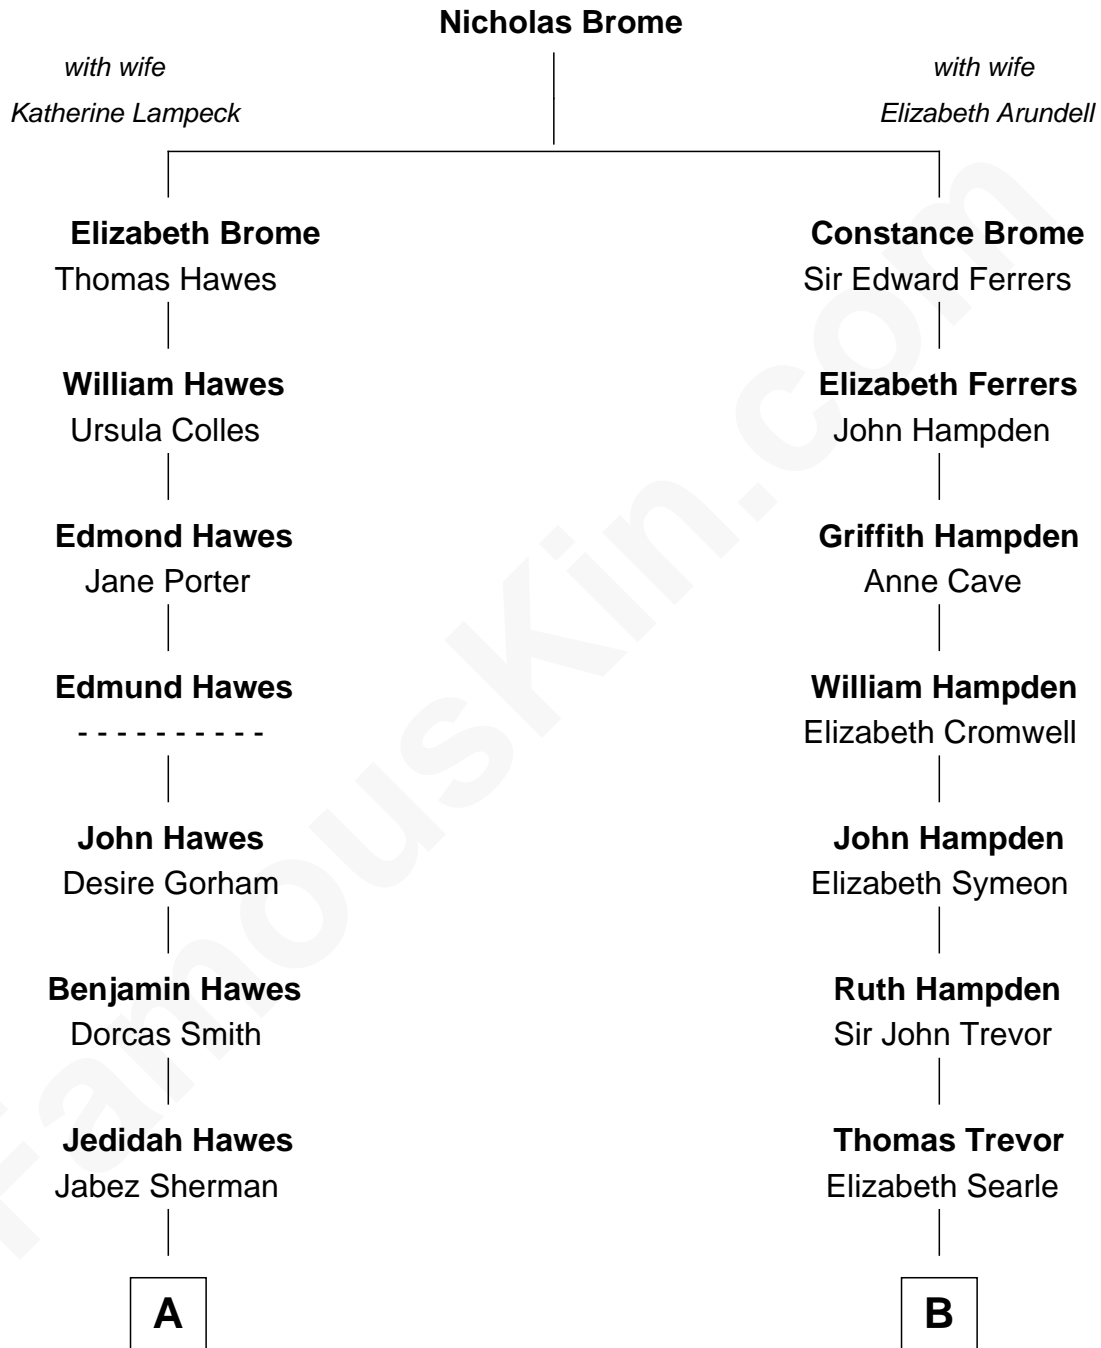 Nicholas Brome
with wife
Katherine Lampeck
with wife
Elizabeth Arundell
Elizabeth Brome
Thomas Hawes
Constance Brome
Sir Edward Ferrers
William Hawes
Ursula Colles
Elizabeth Ferrers
John Hampden
Edmond Hawes
Jane Porter
Griffith Hampden
Anne Cave
Edmund Hawes
- - - - - - - - - -
William Hampden
Elizabeth Cromwell
John Hawes
Desire Gorham
John Hampden
Elizabeth Symeon
Benjamin Hawes
Dorcas Smith
Ruth Hampden
Sir John Trevor
Jedidah Hawes
Jabez Sherman
Thomas Trevor
Elizabeth Searle
A
B
FamousKin.com